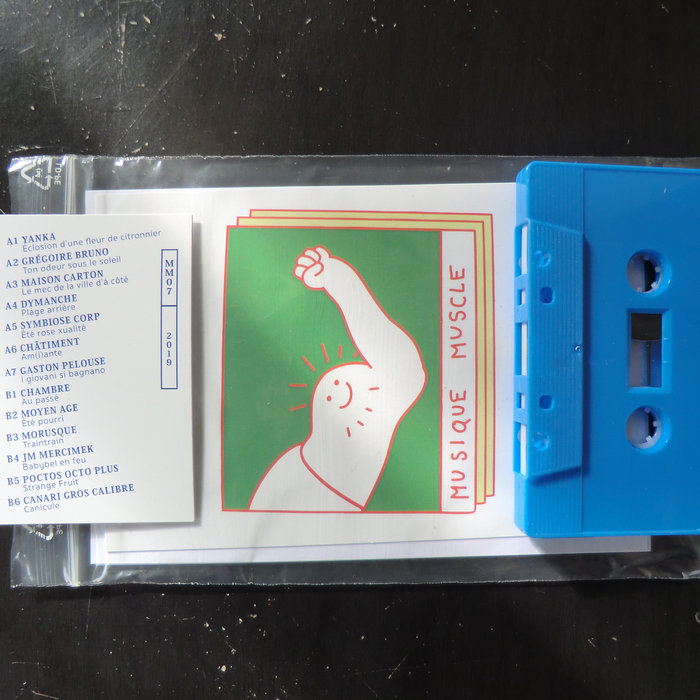 A1 YANKA
Éclosion d'une fleur de citronnier
A2 GRÉGOIRE BRUNO
Ton odeur sous le soleil
A3 MAISON CARTON
Le mec de la ville d'à côté
A4 DYMANCHE
Plage arrière
A5 SYMBIOSE CORP
Été rose xualité
A6 CHÂTIMENT
Am(i)ante
A7 GASTON PELOUSE
I giovani si bagnano
B1 CHAMBRE
Au passé
B2 MOYEN AGE
Été pourri
B3 MORUSQUE
Traintrain
B4 JM MERCIMEK
Babybel en feu
B5 POCTOS OCTO PLUS
Strange Fruit
B6 CANARI GROS CALIBRE
Canicule
MM07
2019
MUSIQUE MUSCLE